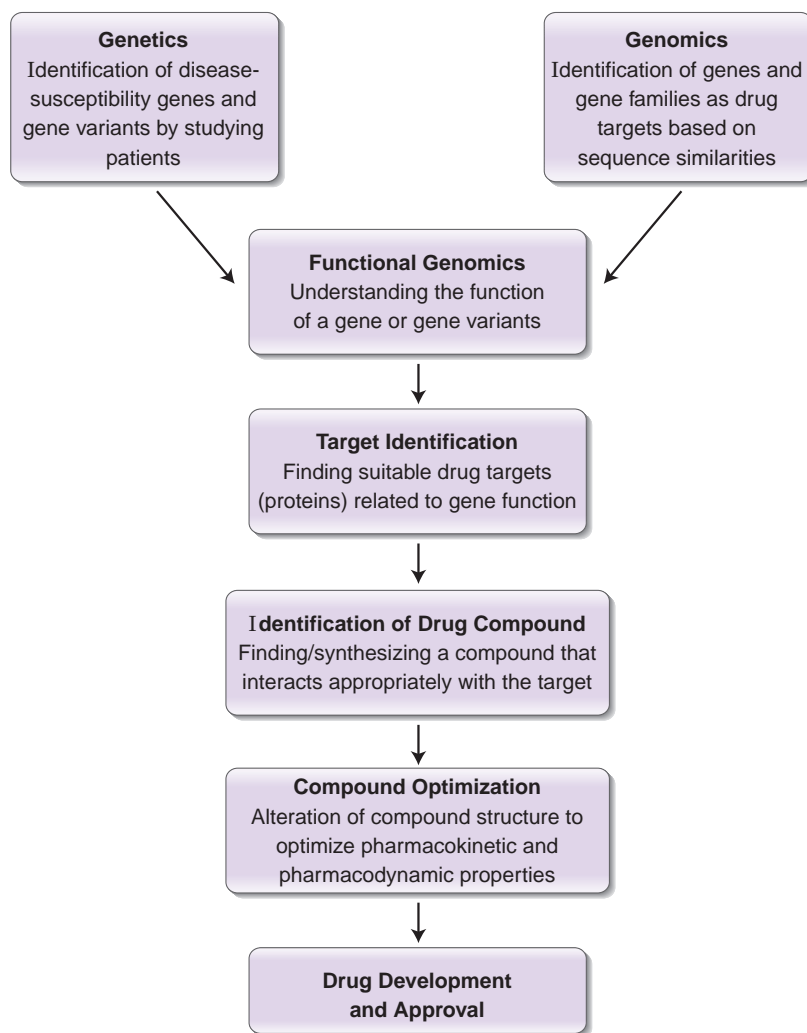 Genetics
Identification of disease-
susceptibility genes and
gene variants by studying
patients
Genomics
Identification of genes and
gene families as drug
targets based on
sequence similarities
Functional Genomics
Understanding the function
of a gene or gene variants
Target Identification
Finding suitable drug targets
(proteins) related to gene function
Identification of Drug Compound
Finding/synthesizing a compound that
interacts appropriately with the target
Compound Optimization
Alteration of compound structure to
optimize pharmacokinetic and
pharmacodynamic properties
Drug Development
and Approval